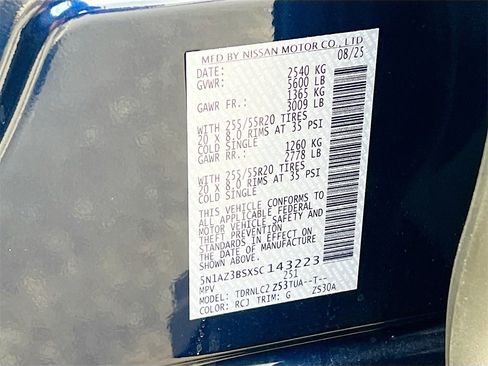 MFD BY NISSAN MOTOR CO., LTD
08/25
DATE: 2540 KG
GVWR: 5600 LB
1365 KG
GAWR FR.: 3009 LB
WITH 255/55R20 TIRES
20 X 8.0 RIMS AT 35 PSI
COLD SINGLE 1260 KG
GAWR RR.: 2778 LB
WITH 255/55R20 TIRES
20 X 8.0 RIMS AT 35 PSI
COLD SINGLE
THIS VEHICLE CONFORMS TO
ALL APPLICABLE FEDERAL
MOTOR VEHICLE SAFETY AND
THEFT PREVENTION
STANDARDS IN EFFECT ON
THE DATE OF MANUFACTURE
5N1AZ3BSXSC143223
MPV ZS1
MODEL: TDRNLC2 Z53TUA--T--
COLOR: RCJ TRIM: G ZS30A